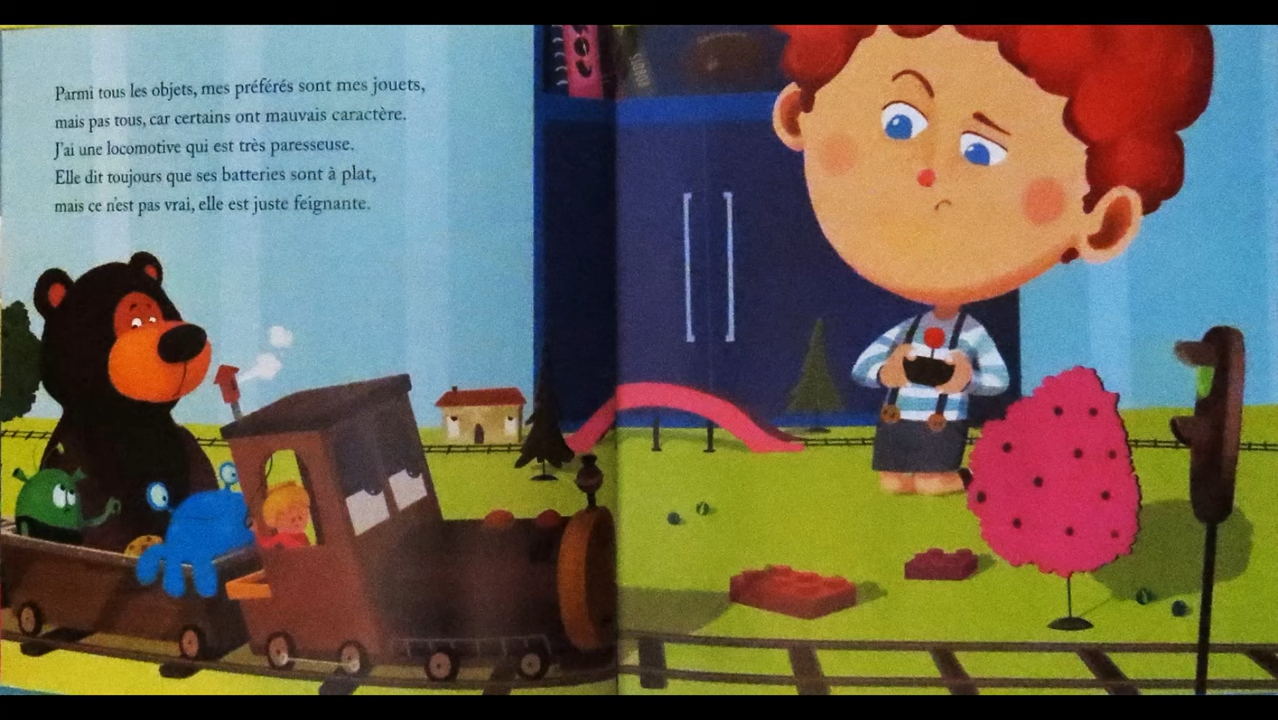 Parmi tous les objets, mes préférés sont mes jouets,
mais pas tous, car certains ont mauvais caractère.
J'ai une locomotive qui est très paresseuse.
Elle dit toujours que ses batteries sont à plat,
mais ce n'est pas vrai, elle est juste feignante.